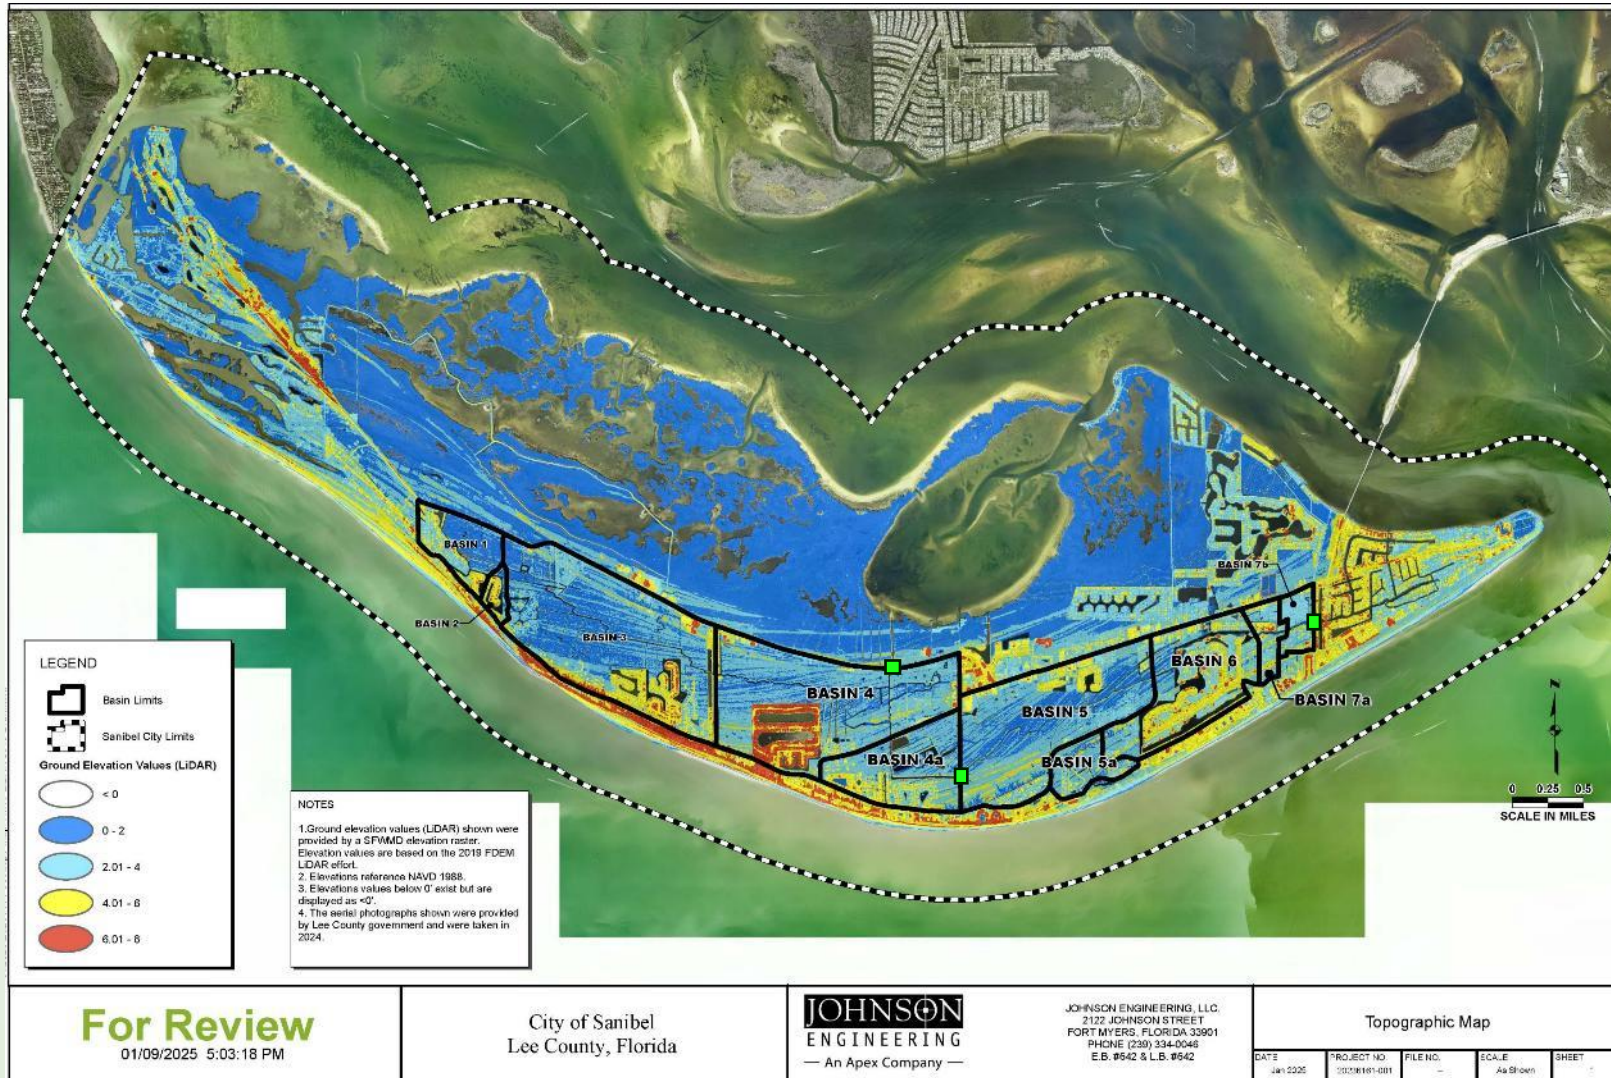 BASIN 1
BASIN 2
BASIN 3
BASIN 4
BASIN 4a
BASIN 5
BASIN 5a
BASIN 6
BASIN 7b
BASIN 7a
LEGEND
Basin Limits
Sanibel City Limits
Ground Elevation Values (LiDAR)
< 0
0 - 2
2.01 - 4
4.01 - 6
6.01 - 8
NOTES
1.Ground elevation values (LiDAR) shown were
provided by a SFWMD elevation raster.
Elevation values are based on the 2019 FDEM
LiDAR effort.
2. Elevations reference NAVD 1988.
3. Elevations values below 0' exist but are
displayed as <0'.
4. The aerial photographs shown were provided
by Lee County government and were taken in
2024.
N
0 0.25 0.5
SCALE IN MILES
For Review
01/09/2025 5:03:18 PM
City of Sanibel
Lee County, Florida
JOHNSON
ENGINEERING
— An Apex Company —
JOHNSON ENGINEERING, LLC.
2122 JOHNSON STREET
FORT MYERS, FLORIDA 33901
PHONE (239) 334-0046
E.B. #642 & L.B. #642
Topographic Map
DATE PROJECT NO. FILE NO. SCALE SHEET
Jan 2025 -- As Shown